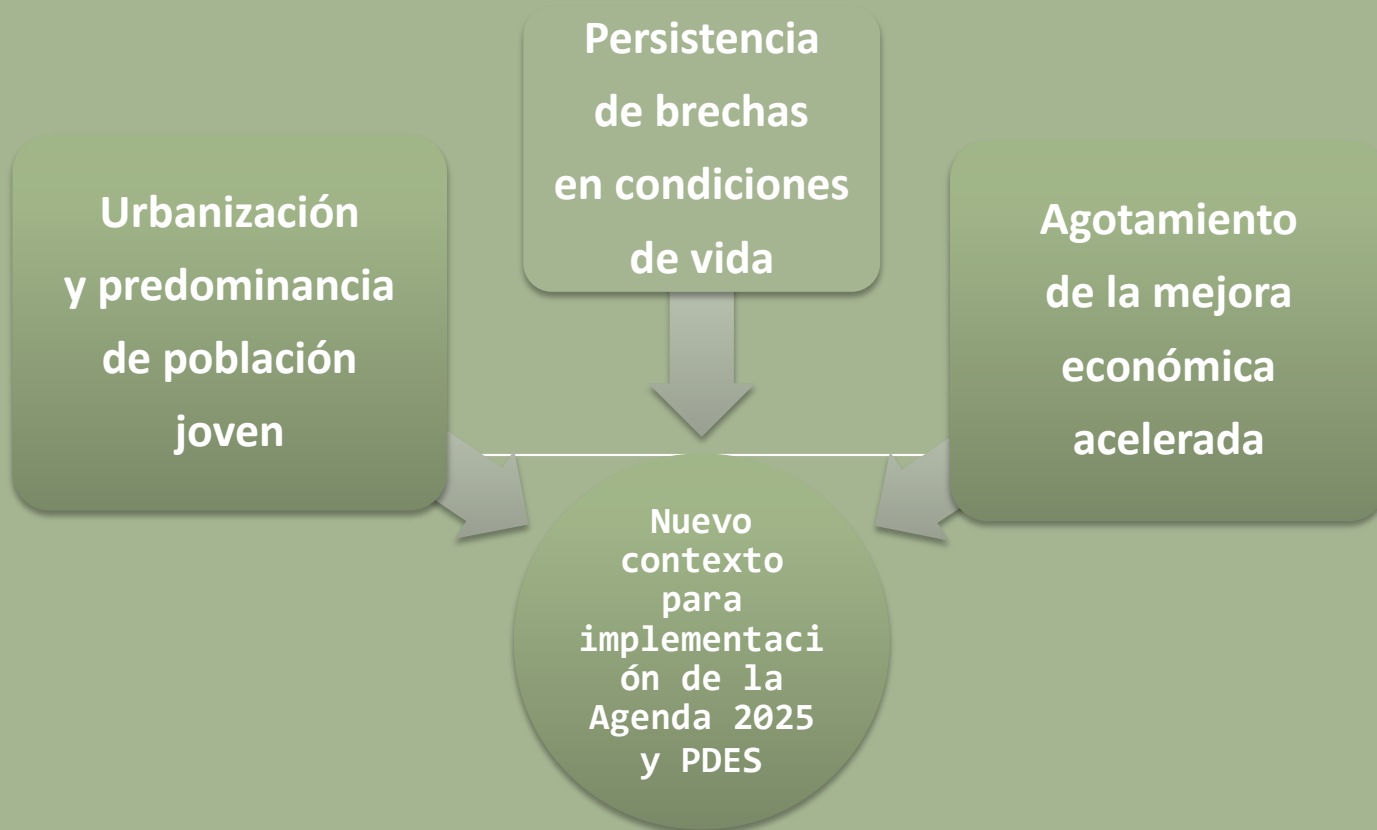 Persistencia
de brechas
en condiciones
de vida
Urbanización
y predominancia
de población
joven
Agotamiento
de la mejora
económica
acelerada
Nuevo
contexto
para
implementaci
ón de la
Agenda 2025
y PDES